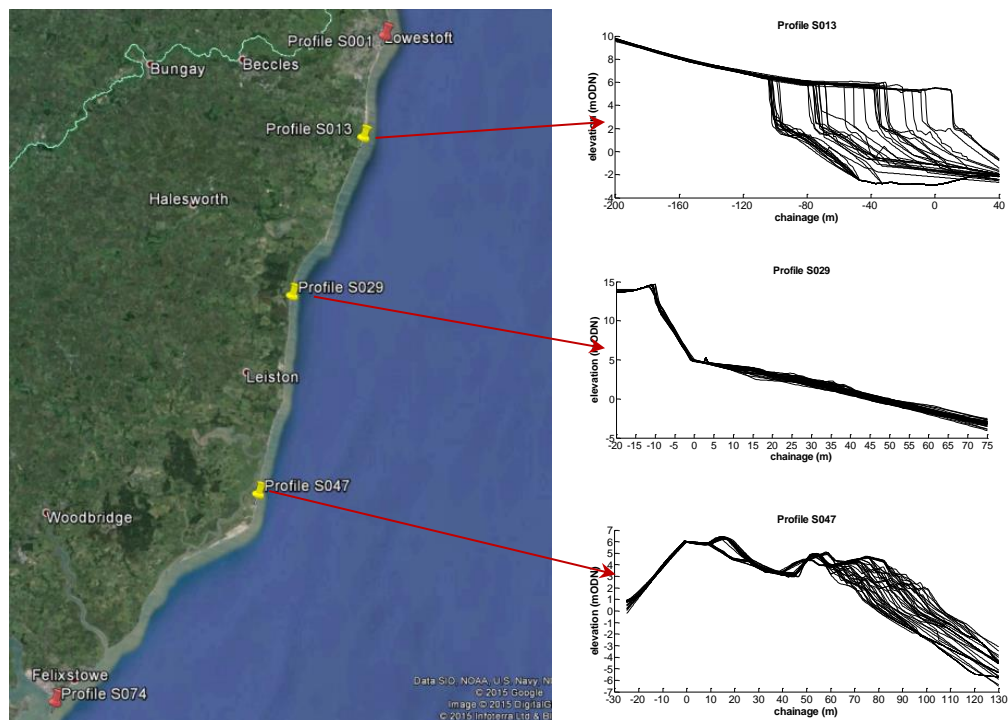 Profile S001
Lowestoft
Bungay
Beccles
Profile S013
Halesworth
Profile S029
Leiston
Profile S047
Woodbridge
Felixstowe
Profile S074
Data SIO, NOAA, U.S. Navy,
© 2015 Google
Image © 2015 DigitalG
© 2015 Infoterra Ltd & Bl
Profile S013
elevation (mODN)
10
8
6
4
2
0
-2
-4
-200 -160 -120 -80 -40 0 40
chainage (m)
Profile S029
elevation (mODN)
15
10
5
0
-5
-20 -15 -10 -5 0 5 10 15 20 25 30 35 40 45 50 55 60 65 70 75
chainage (m)
Profile S047
elevation (mODN)
7
6
5
4
3
2
1
0
-1
-2
-3
-4
-5
-6
-7
-30 -20 -10 0 10 20 30 40 50 60 70 80 90 100 110 120 130
chainage (m)